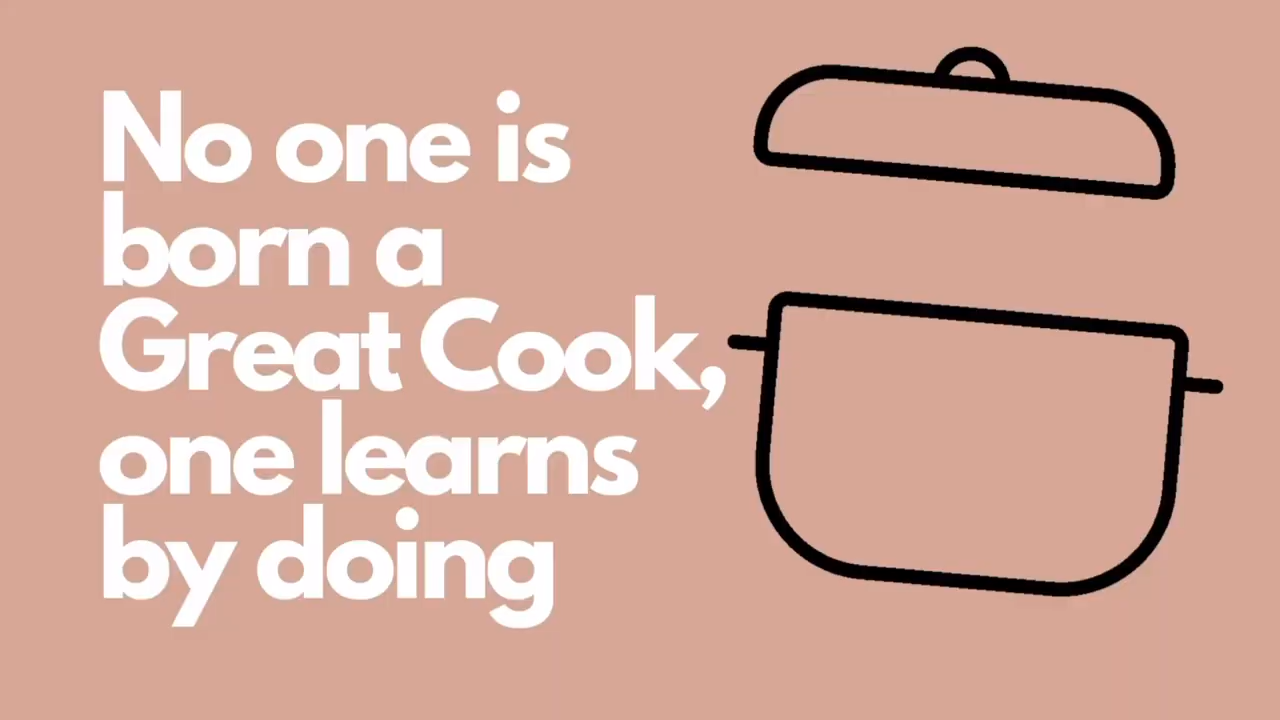 No one is
born a
Great Cook,
one learns
by doing